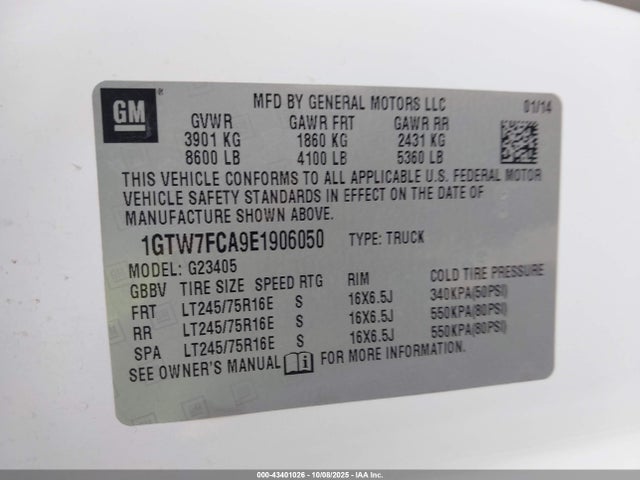 GM®
MFD BY GENERAL MOTORS LLC 01/14
GVWR GAWR FRT GAWR RR
3901 KG 1860 KG 2431 KG
8600 LB 4100 LB 5360 LB
THIS VEHICLE CONFORMS TO ALL APPLICABLE U.S. FEDERAL MOTOR
VEHICLE SAFETY STANDARDS IN EFFECT ON THE DATE OF
MANUFACTURE SHOWN ABOVE.
1GTW7FCA9E1906050 TYPE: TRUCK
MODEL: G23405
GBBV TIRE SIZE SPEED RTG RIM COLD TIRE PRESSURE
FRT LT245/75R16E S 16X6.5J 340KPA(50PSI)
RR LT245/75R16E S 16X6.5J 550KPA(80PSI)
SPA LT245/75R16E S 16X6.5J 550KPA(80PSI)
SEE OWNER'S MANUAL i FOR MORE INFORMATION.
000-43401026 - 10/08/2025 - IAA Inc.